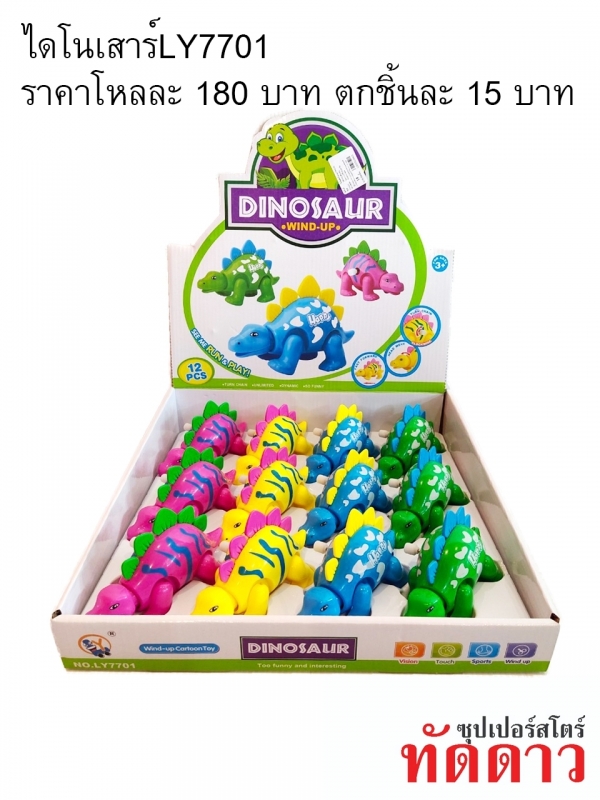 ไดโนเสาร์LY7701
ราคาโหลละ 180 บาท ตกชิ้นละ 15 บาท
DINOSAUR
•WIND-UP•
3+
Happy
SEE ME RUN & PLAY!
12 PCS
DINOSAUR
Too funny and interesting
Wind-up Cartoon Toy
NO.LY7701
Vision
Touch
Sports
Wind up
ซุปเปอร์สโตร์
ทัดดาว